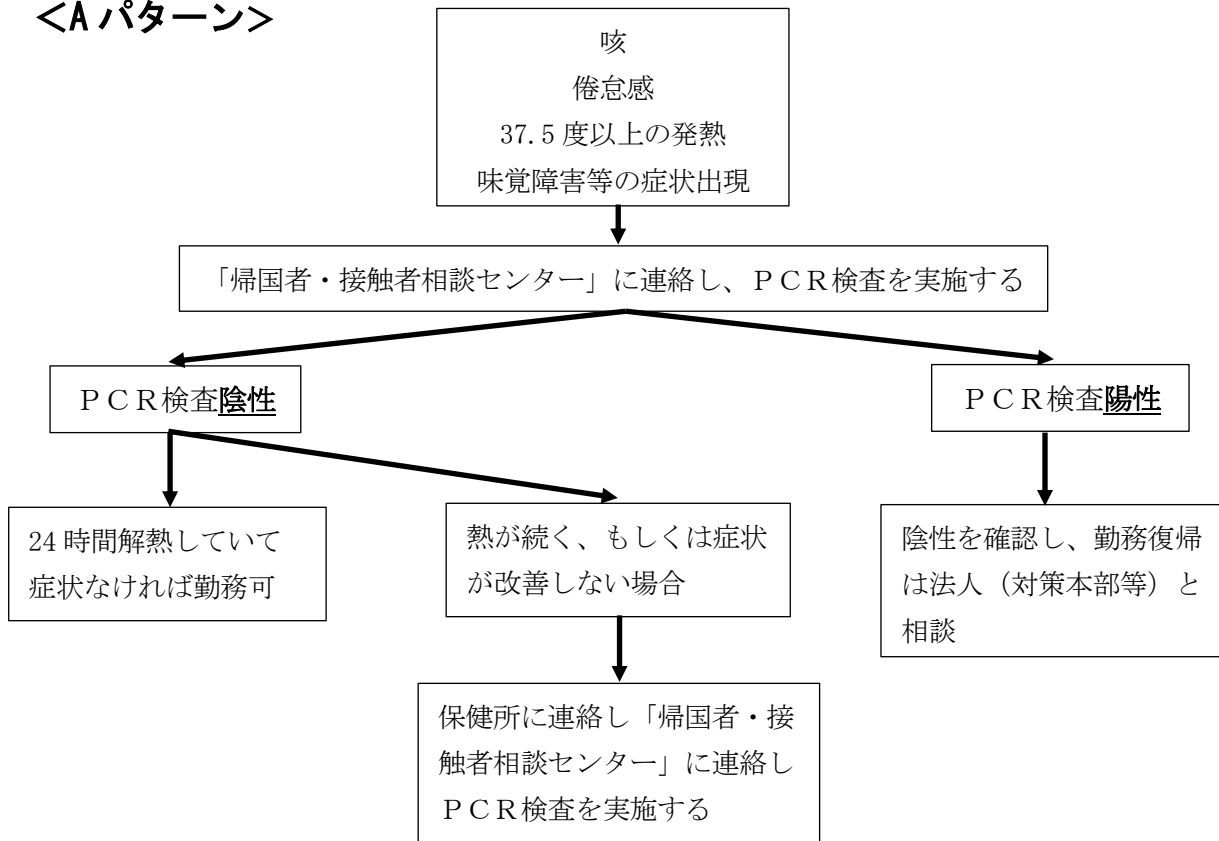 ＜Aパターン＞
咳
倦怠感
37.5度以上の発熱
味覚障害等の症状出現
「帰国者・接触者相談センター」に連絡し、ＰＣＲ検査を実施する
ＰＣＲ検査陰性
ＰＣＲ検査陽性
24時間解熱していて
症状なければ勤務可
熱が続く、もしくは症状
が改善しない場合
陰性を確認し、勤務復帰
は法人（対策本部等）と
相談
保健所に連絡し「帰国者・接
触者相談センター」に連絡し
ＰＣＲ検査を実施する